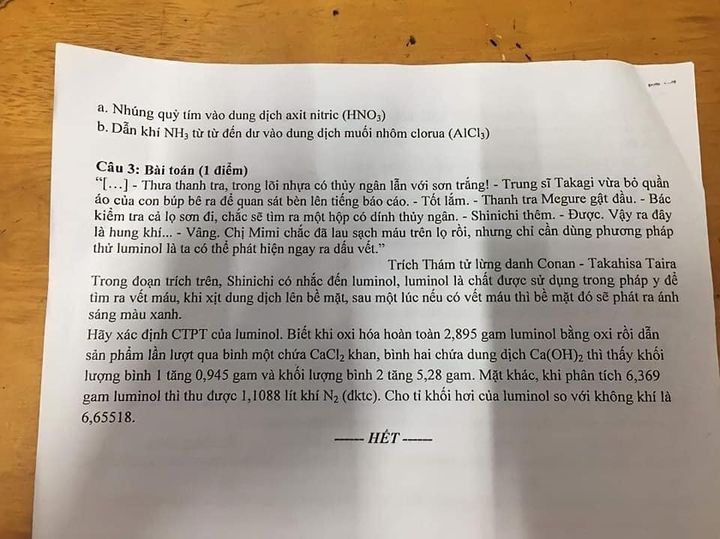 a. Nhúng quỳ tím vào dung dịch axit nitric (HNO₃)
b. Dẫn khí NH₃ từ từ đến dư vào dung dịch muối nhôm clorua (AlCl₃)
Câu 3: Bài toán (1 điểm)
“[…] - Thưa thanh tra, trong lõi nhựa có thủy ngân lẫn với sơn trắng! - Trung sĩ Takagi vừa bỏ quần
áo của con búp bê ra để quan sát bèn lên tiếng báo cáo. - Tốt lắm. - Thanh tra Megure gật đầu. - Bác
kiểm tra cả lọ sơn đi, chắc sẽ tìm ra một hộp có dính thủy ngân. - Shinichi thêm. - Được. Vậy ra đây
là hung khí... - Vâng. Chị Mimi chắc đã lau sạch máu trên lọ rồi, nhưng chỉ cần dùng phương pháp
thử luminol là ta có thể phát hiện ngay ra dấu vết.”
Trích Thám tử lừng danh Conan - Takahisa Taira
Trong đoạn trích trên, Shinichi có nhắc đến luminol, luminol là chất được sử dụng trong pháp y để
tìm ra vết máu, khi xịt dung dịch lên bề mặt, sau một lúc nếu có vết máu thì bề mặt đó sẽ phát ra ánh
sáng màu xanh.
Hãy xác định CTPT của luminol. Biết khi oxi hóa hoàn toàn 2,895 gam luminol bằng oxi rồi dẫn
sản phẩm lần lượt qua bình một chứa CaCl₂ khan, bình hai chứa dung dịch Ca(OH)₂ thì thấy khối
lượng bình 1 tăng 0,945 gam và khối lượng bình 2 tăng 5,28 gam. Mặt khác, khi phân tích 6,369
gam luminol thì thu được 1,1088 lít khí N₂ (đktc). Cho tỉ khối hơi của luminol so với không khí là
6,65518.
------ HẾT ------